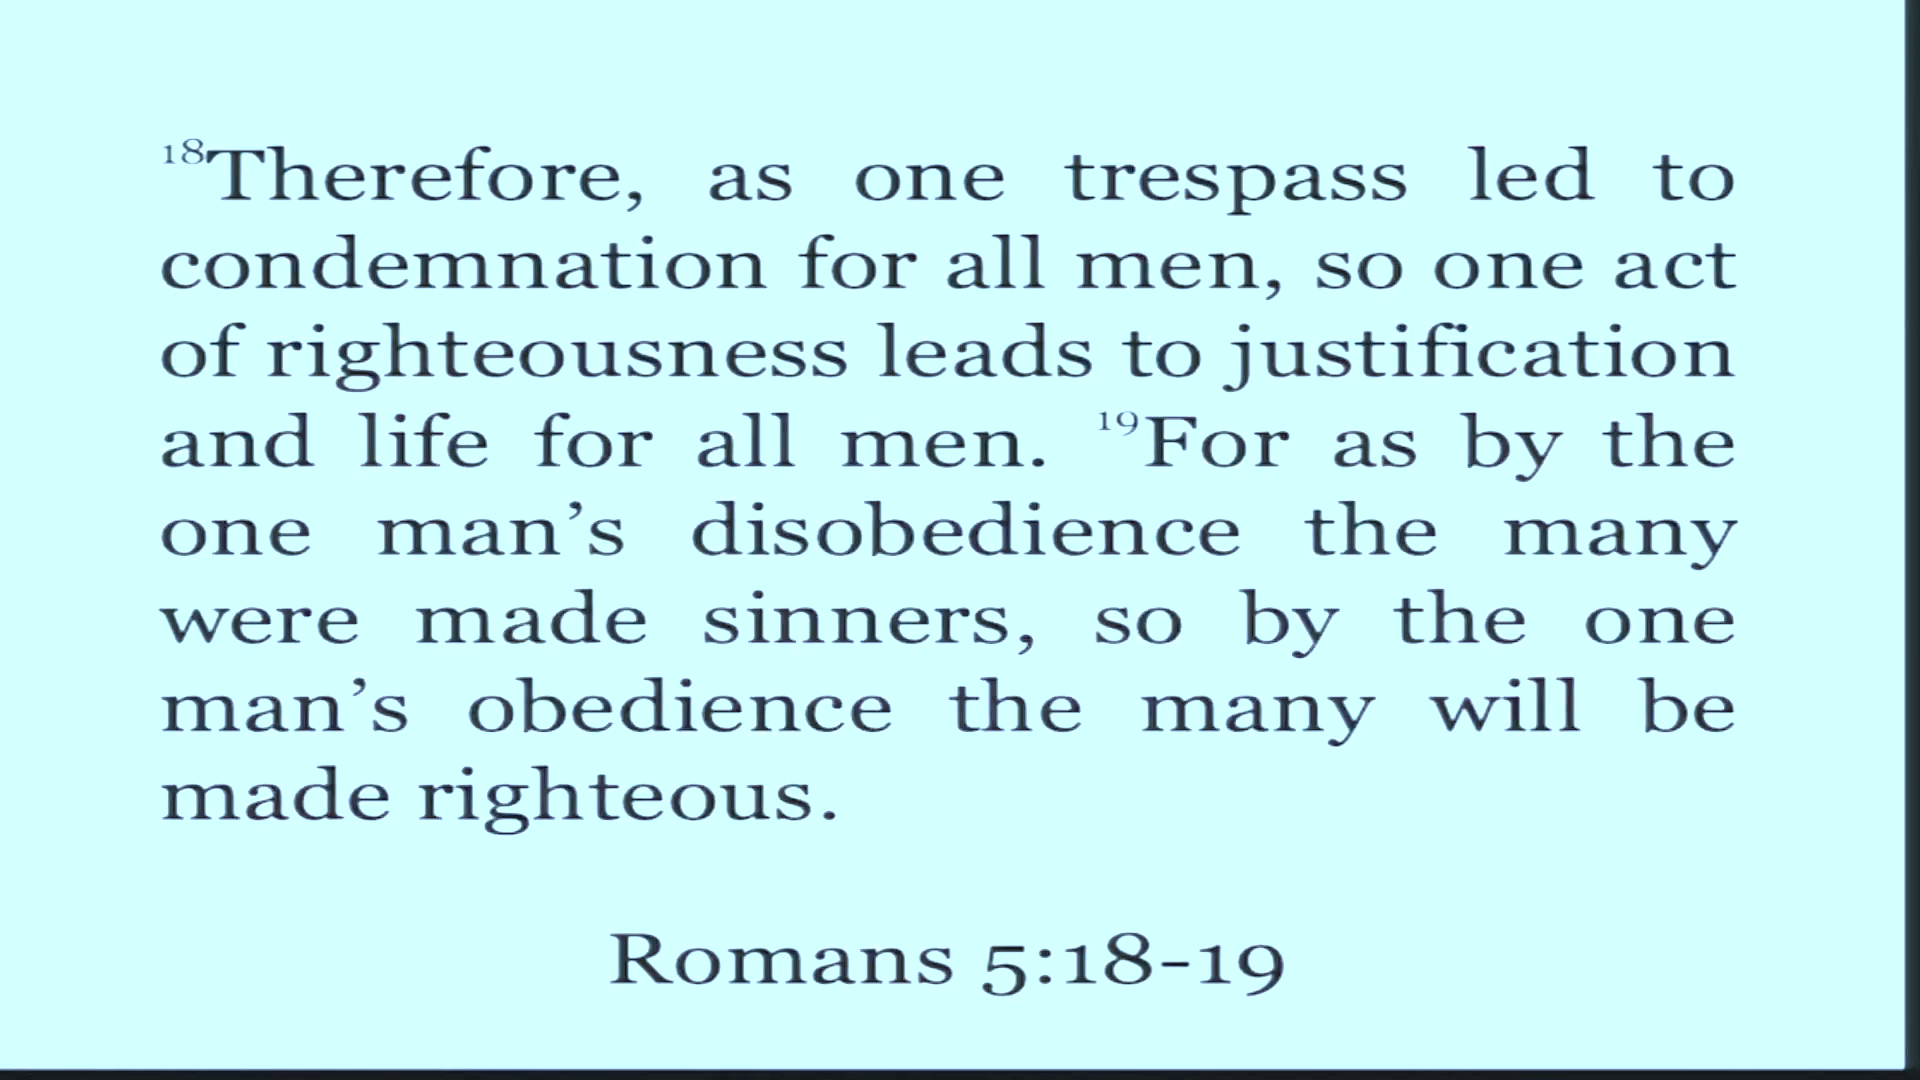 18Therefore, as one trespass led to
condemnation for all men, so one act
of righteousness leads to justification
and life for all men. 19For as by the
one man’s disobedience the many
were made sinners, so by the one
man’s obedience the many will be
made righteous.
Romans 5:18-19